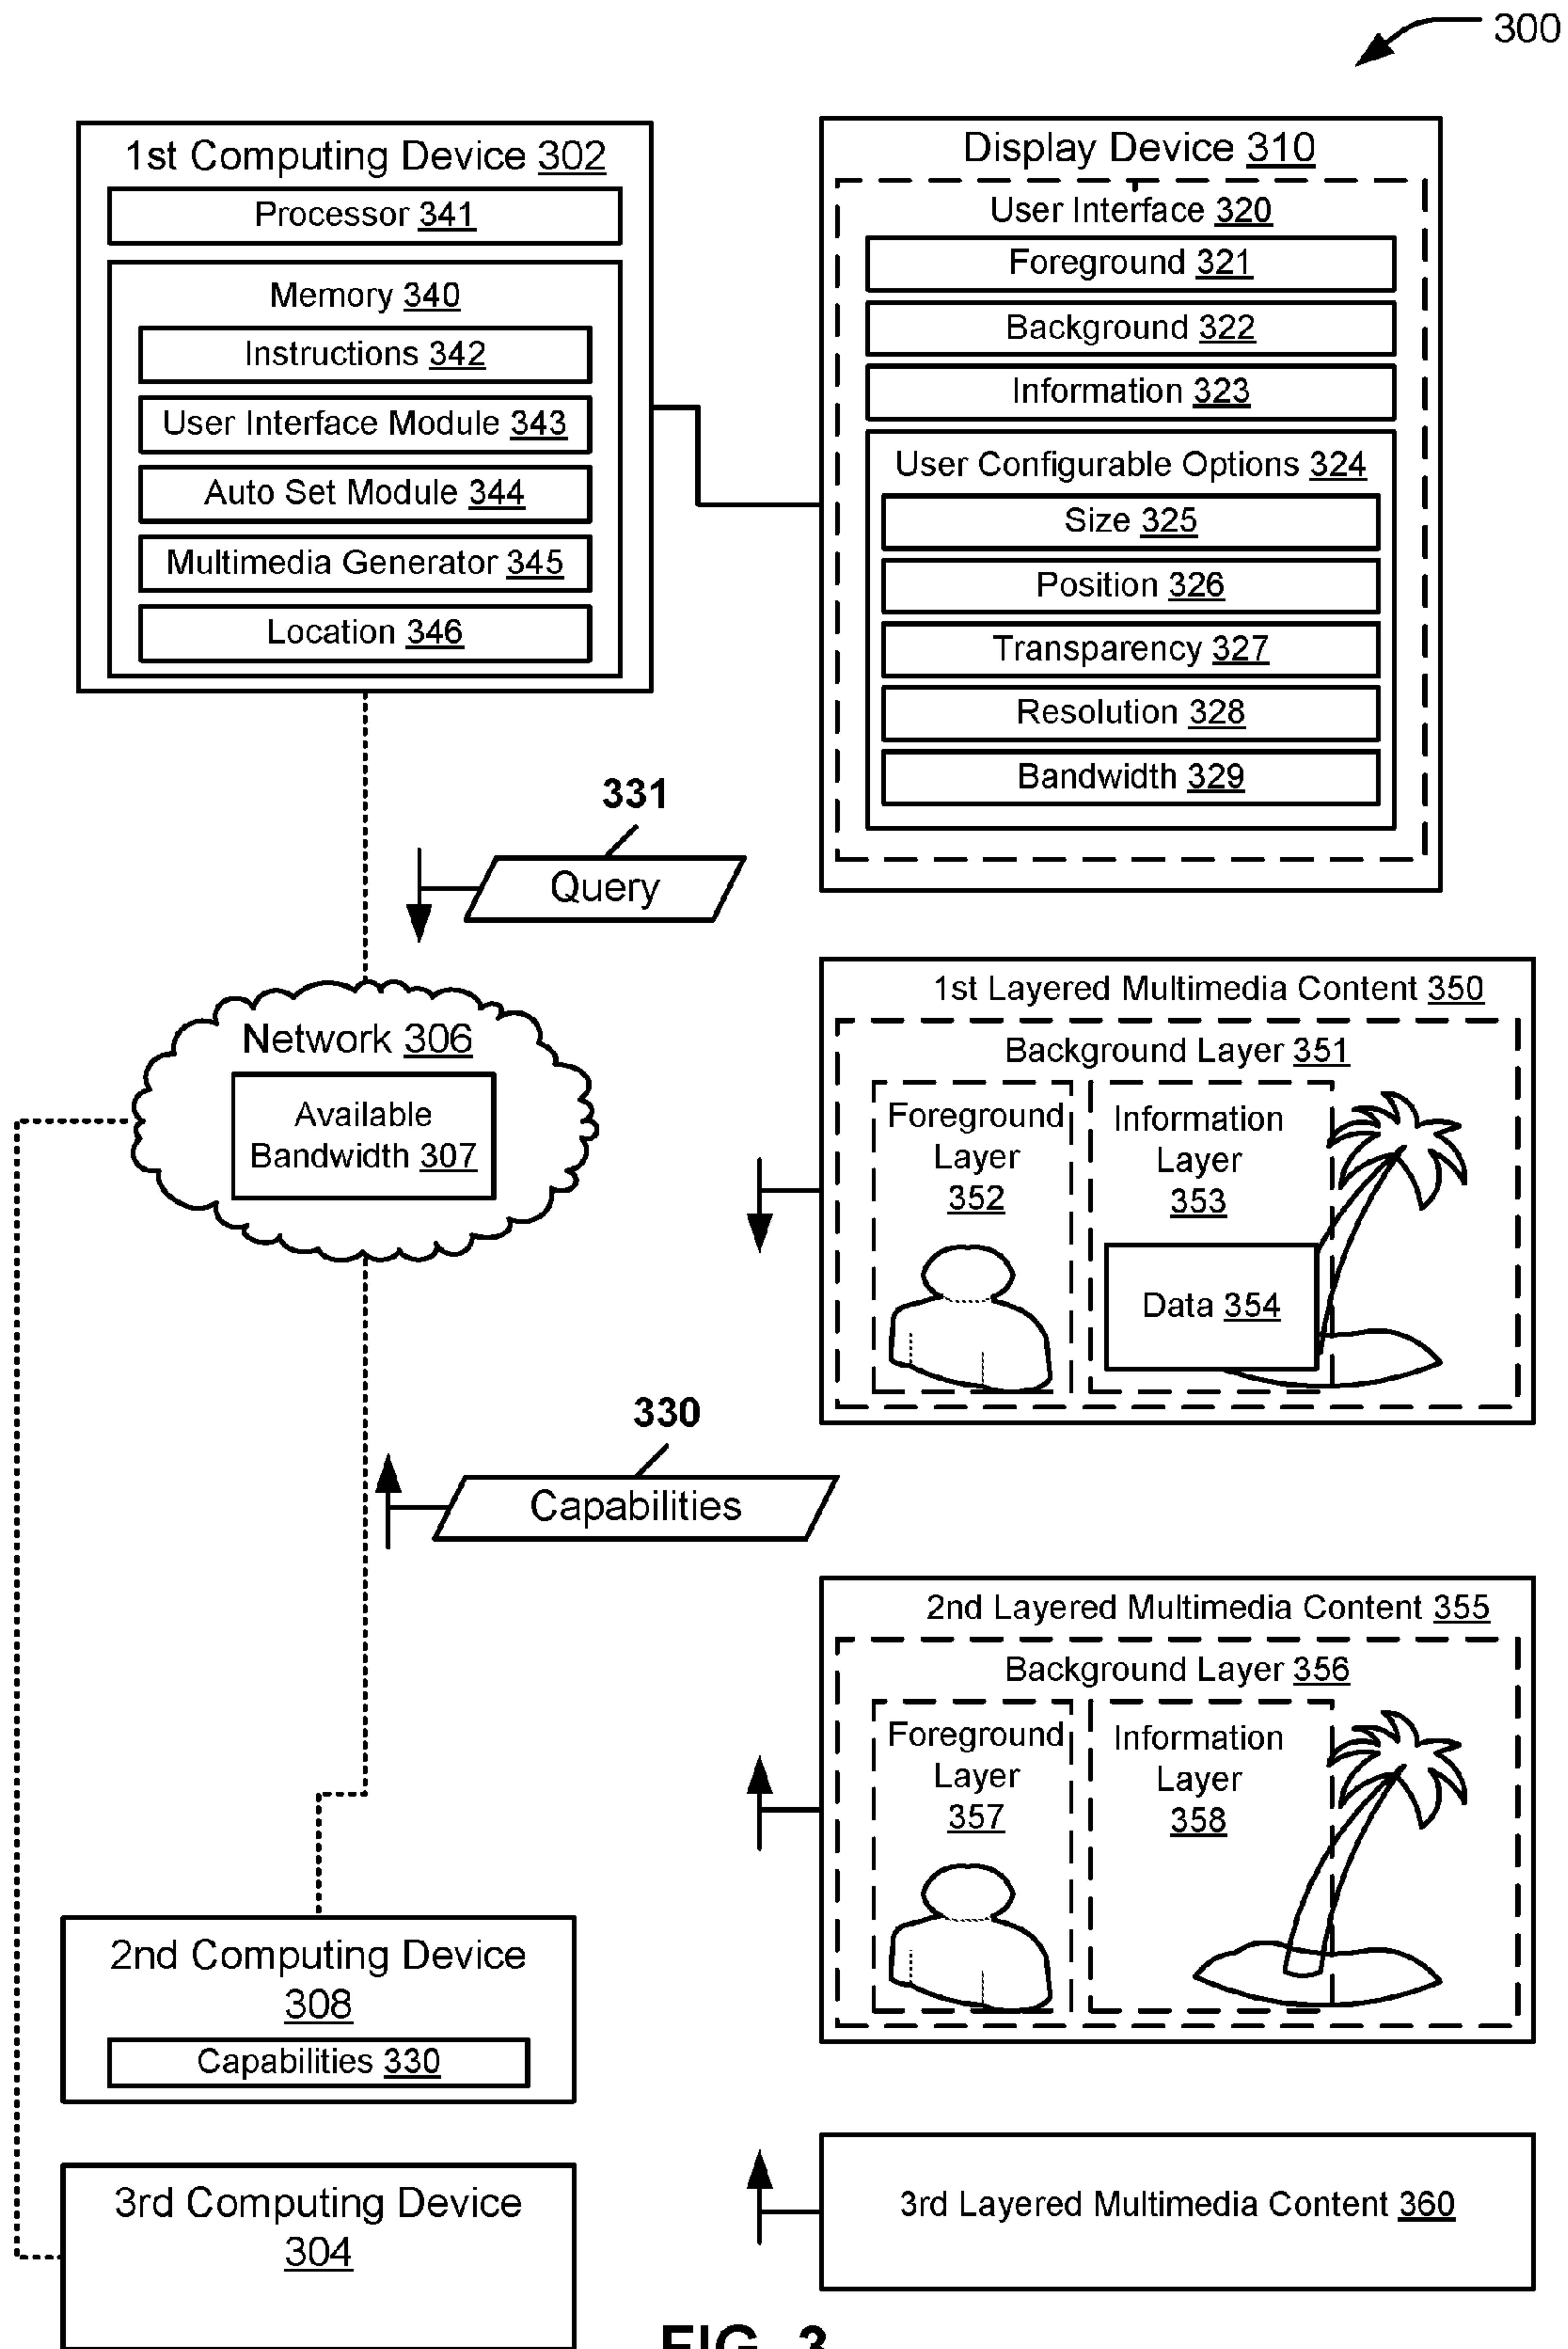 300
1st Computing Device 302
Processor 341
Memory 340
Instructions 342
User Interface Module 343
Auto Set Module 344
Multimedia Generator 345
Location 346
Display Device 310
User Interface 320
Foreground 321
Background 322
Information 323
User Configurable Options 324
Size 325
Position 326
Transparency 327
Resolution 328
Bandwidth 329
331
Query
Network 306
Available
Bandwidth 307
1st Layered Multimedia Content 350
Background Layer 351
Foreground
Layer
352
Information
Layer
353
Data 354
330
Capabilities
2nd Layered Multimedia Content 355
Background Layer 356
Foreground
Layer
357
Information
Layer
358
2nd Computing Device
308
Capabilities 330
3rd Computing Device
304
3rd Layered Multimedia Content 360
FIG. 3